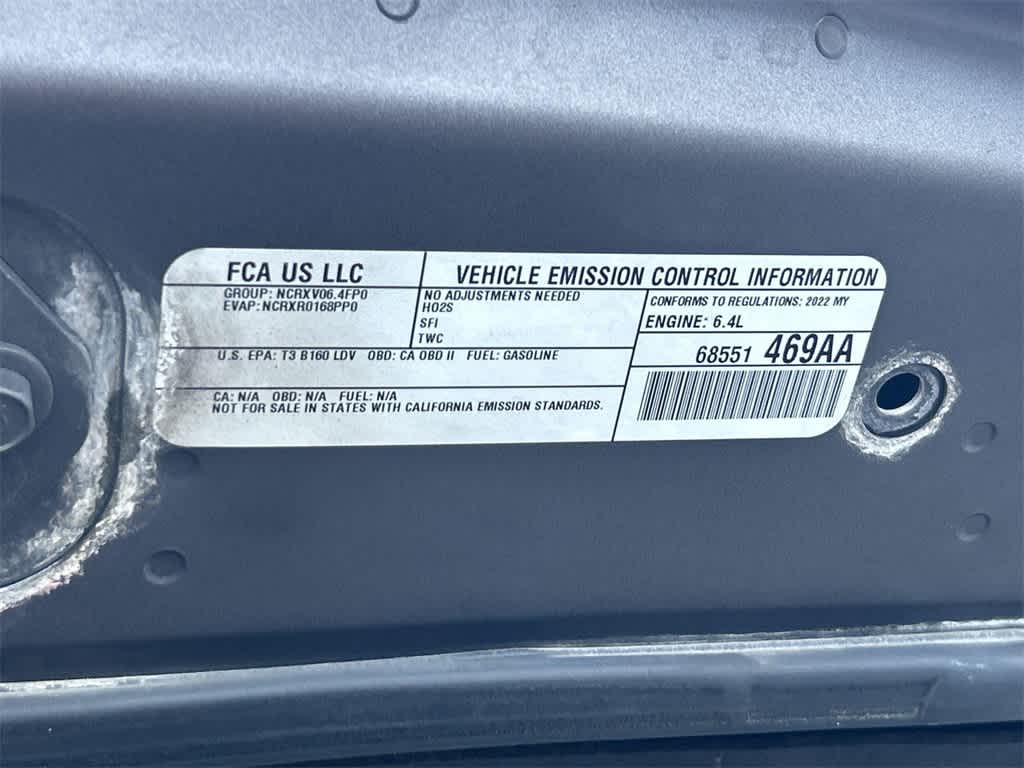 FCA US LLC
VEHICLE EMISSION CONTROL INFORMATION
GROUP: NCRXV06.4FP0
EVAP: NCRXR0168PP0
NO ADJUSTMENTS NEEDED
HO2S
SFI
TWC
CONFORMS TO REGULATIONS: 2022 MY
ENGINE: 6.4L
68551 469AA
U.S. EPA: T3 B160 LDV OBD: CA OBD II FUEL: GASOLINE
CA: N/A OBD: N/A FUEL: N/A
NOT FOR SALE IN STATES WITH CALIFORNIA EMISSION STANDARDS.